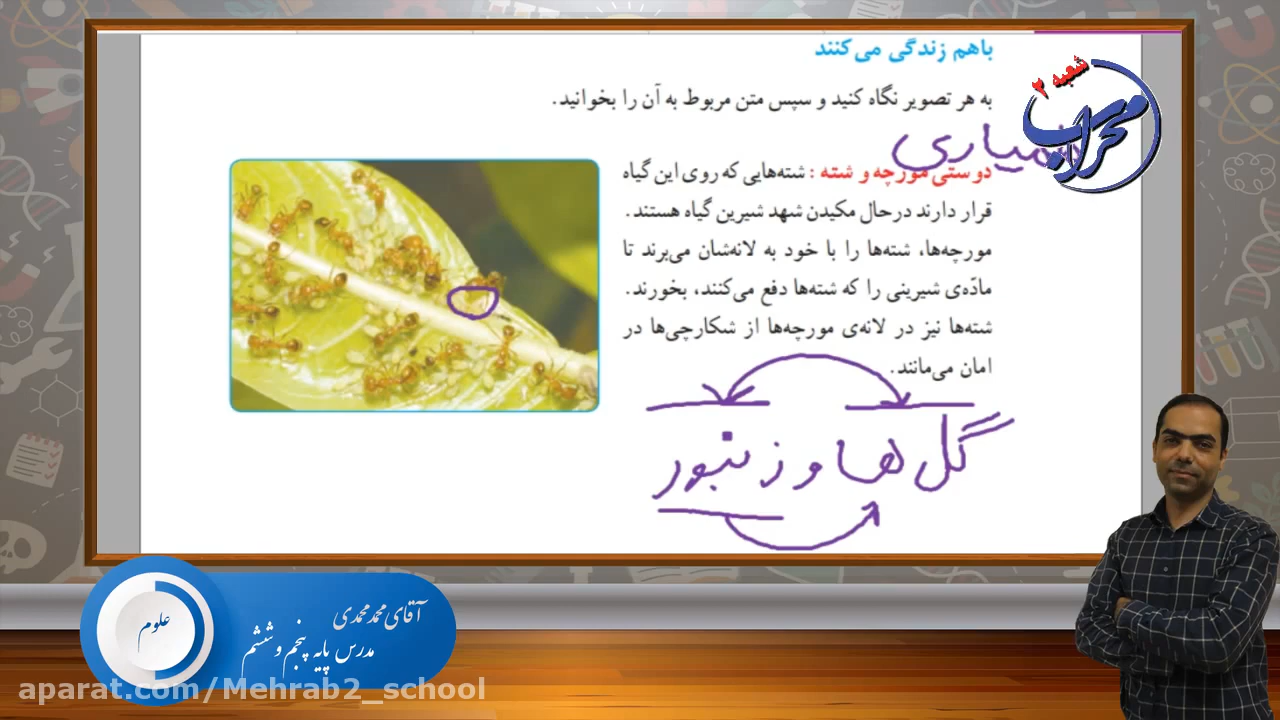 باهم زندگی می‌کنند
به هر تصویر نگاه کنید و سپس متن مربوط به آن را بخوانید.
شعبه ۲
محراب
همیاری
دوستی مورچه و شته : شته‌هایی که روی این گیاه
قرار دارند درحال مکیدن شهد شیرین گیاه هستند.
مورچه‌ها، شته‌ها را با خود به لانه‌شان می‌برند تا
مادّه‌ی شیرینی را که شته‌ها دفع می‌کنند، بخورند.
شته‌ها نیز در لانه‌ی مورچه‌ها از شکارچی‌ها در
امان می‌مانند.
گل ها و زنبور
علوم
آقای محمد محمدی
مدرس پایه پنجم و ششم
aparat.com/Mehrab2_school